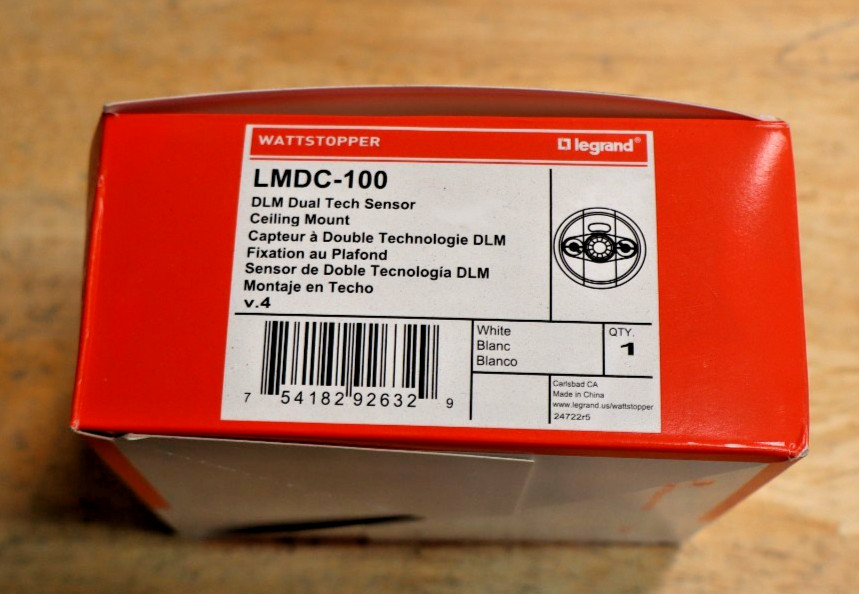 WATTSTOPPER
legrand®
LMDC-100
DLM Dual Tech Sensor
Ceiling Mount
Capteur à Double Technologie DLM
Fixation au Plafond
Sensor de Doble Tecnología DLM
Montaje en Techo
v.4
White
Blanc
Blanco
QTY.
1
7 54182 92632 9
Carlsbad CA
Made in China
www.legrand.us/wattstopper
24722r5